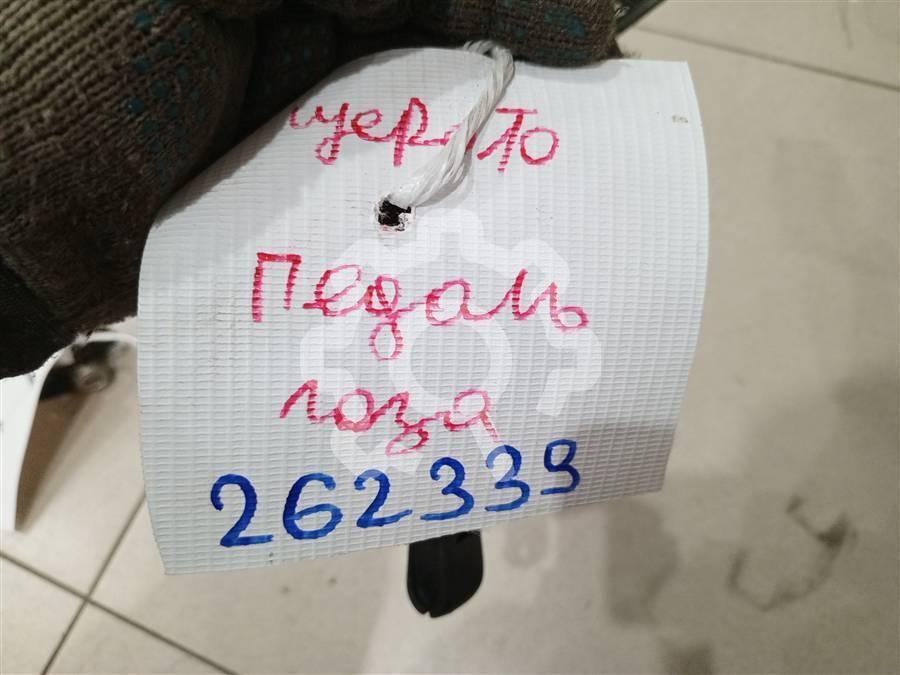 церато
Педаль
газа
262339